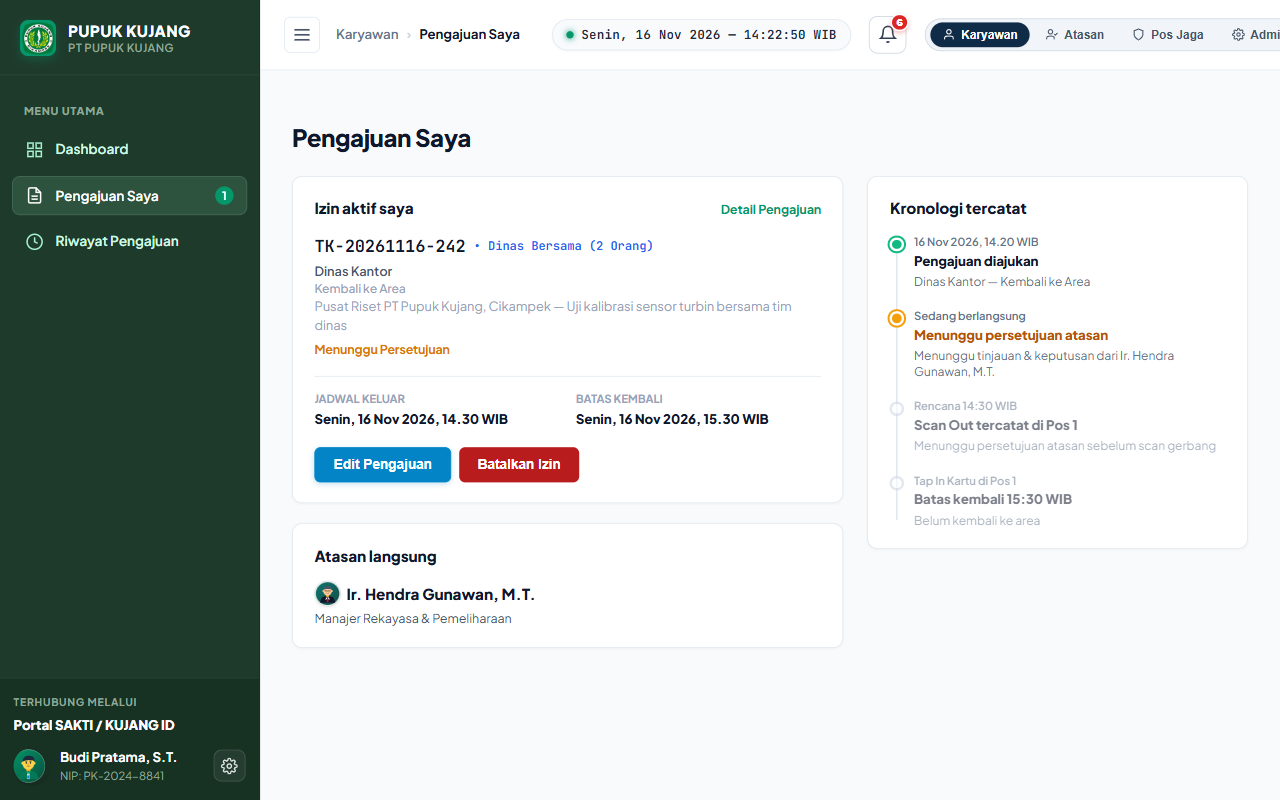 PUPUK KUJANG
PT PUPUK KUJANG
MENU UTAMA
Dashboard
Pengajuan Saya
1
Riwayat Pengajuan
TERHUBUNG MELALUI
Portal SAKTI / KUJANG ID
Budi Pratama, S.T.
NIP: PK-2024-8841
Karyawan › Pengajuan Saya
Senin, 16 Nov 2026 — 14:22:50 WIB
6
Karyawan
Atasan
Pos Jaga
Admi
Pengajuan Saya
Izin aktif saya
Detail Pengajuan
TK-20261116-242 • Dinas Bersama (2 Orang)
Dinas Kantor
Kembali ke Area
Pusat Riset PT Pupuk Kujang, Cikampek — Uji kalibrasi sensor turbin bersama tim
dinas
Menunggu Persetujuan
JADWAL KELUAR
Senin, 16 Nov 2026, 14.30 WIB
BATAS KEMBALI
Senin, 16 Nov 2026, 15.30 WIB
Edit Pengajuan
Batalkan Izin
Atasan langsung
Ir. Hendra Gunawan, M.T.
Manajer Rekayasa & Pemeliharaan
Kronologi tercatat
16 Nov 2026, 14.20 WIB
Pengajuan diajukan
Dinas Kantor — Kembali ke Area
Sedang berlangsung
Menunggu persetujuan atasan
Menunggu tinjauan & keputusan dari Ir. Hendra
Gunawan, M.T.
Rencana 14:30 WIB
Scan Out tercatat di Pos 1
Menunggu persetujuan atasan sebelum scan gerbang
Tap In Kartu di Pos 1
Batas kembali 15:30 WIB
Belum kembali ke area